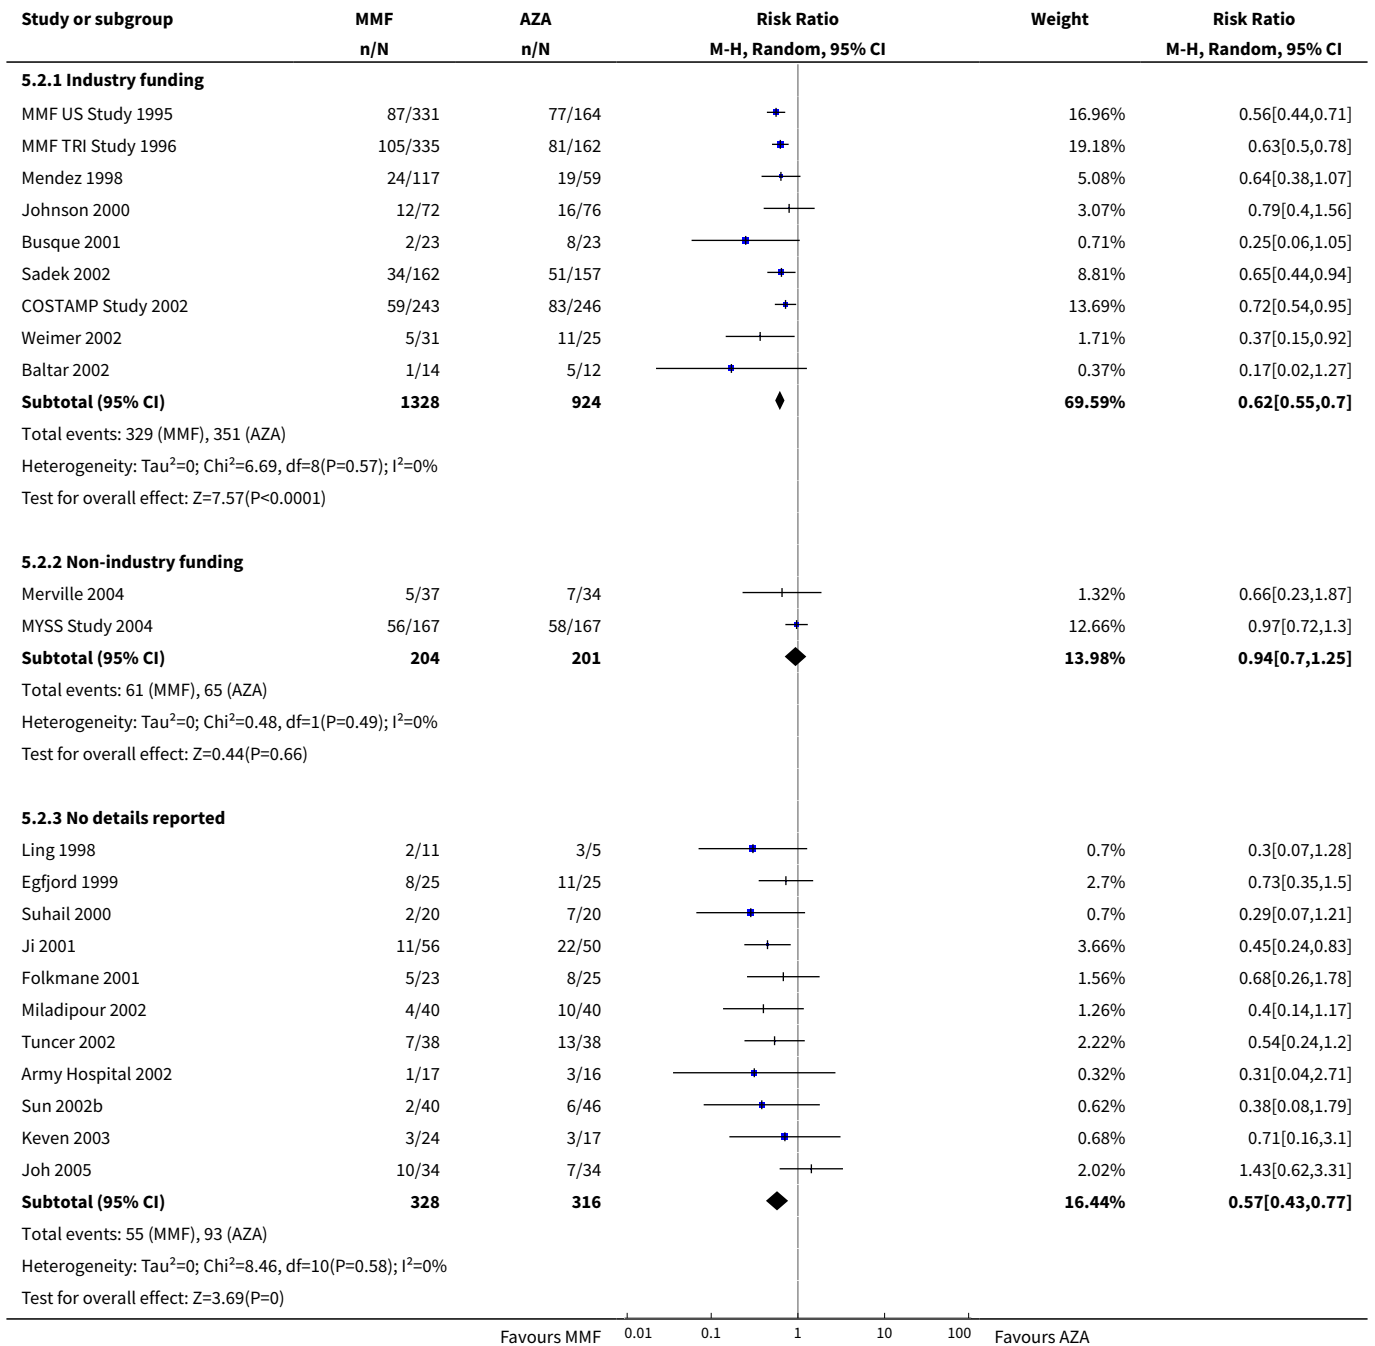 Study or subgroup MMF AZA Risk Ratio Weight Risk Ratio
n/N n/N M-H, Random, 95% CI M-H, Random, 95% CI
5.2.1 Industry funding
MMF US Study 1995 87/331 77/164 16.96% 0.56[0.44,0.71]
MMF TRI Study 1996 105/335 81/162 19.18% 0.63[0.5,0.78]
Mendez 1998 24/117 19/59 5.08% 0.64[0.38,1.07]
Johnson 2000 12/72 16/76 3.07% 0.79[0.4,1.56]
Busque 2001 2/23 8/23 0.71% 0.25[0.06,1.05]
Sadek 2002 34/162 51/157 8.81% 0.65[0.44,0.94]
COSTAMP Study 2002 59/243 83/246 13.69% 0.72[0.54,0.95]
Weimer 2002 5/31 11/25 1.71% 0.37[0.15,0.92]
Baltar 2002 1/14 5/12 0.37% 0.17[0.02,1.27]
Subtotal (95% CI) 1328 924 69.59% 0.62[0.55,0.7]
Total events: 329 (MMF), 351 (AZA)
Heterogeneity: Tau²=0; Chi²=6.69, df=8(P=0.57); I²=0%
Test for overall effect: Z=7.57(P<0.0001)
5.2.2 Non-industry funding
Merville 2004 5/37 7/34 1.32% 0.66[0.23,1.87]
MYSS Study 2004 56/167 58/167 12.66% 0.97[0.72,1.3]
Subtotal (95% CI) 204 201 13.98% 0.94[0.7,1.25]
Total events: 61 (MMF), 65 (AZA)
Heterogeneity: Tau²=0; Chi²=0.48, df=1(P=0.49); I²=0%
Test for overall effect: Z=0.44(P=0.66)
5.2.3 No details reported
Ling 1998 2/11 3/5 0.7% 0.3[0.07,1.28]
Egfjord 1999 8/25 11/25 2.7% 0.73[0.35,1.5]
Suhail 2000 2/20 7/20 0.7% 0.29[0.07,1.21]
Ji 2001 11/56 22/50 3.66% 0.45[0.24,0.83]
Folkmane 2001 5/23 8/25 1.56% 0.68[0.26,1.78]
Miladipour 2002 4/40 10/40 1.26% 0.4[0.14,1.17]
Tuncer 2002 7/38 13/38 2.22% 0.54[0.24,1.2]
Army Hospital 2002 1/17 3/16 0.32% 0.31[0.04,2.71]
Sun 2002b 2/40 6/46 0.62% 0.38[0.08,1.79]
Keven 2003 3/24 3/17 0.68% 0.71[0.16,3.1]
Joh 2005 10/34 7/34 2.02% 1.43[0.62,3.31]
Subtotal (95% CI) 328 316 16.44% 0.57[0.43,0.77]
Total events: 55 (MMF), 93 (AZA)
Heterogeneity: Tau²=0; Chi²=8.46, df=10(P=0.58); I²=0%
Test for overall effect: Z=3.69(P=0)
Favours MMF 0.01 0.1 1 10 100 Favours AZA